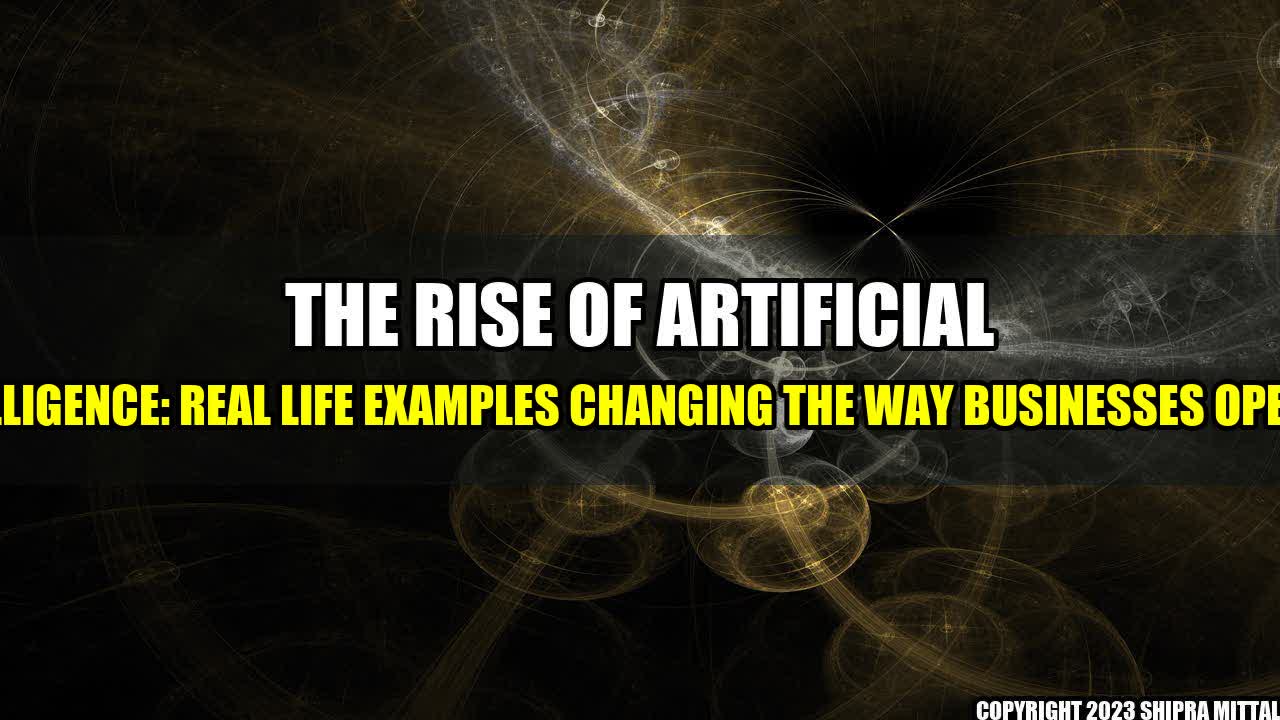 THE RISE OF ARTIFICIAL
LLIGENCE: REAL LIFE EXAMPLES CHANGING THE WAY BUSINESSES OPE
COPYRIGHT 2023 SHIPRA MITTAL